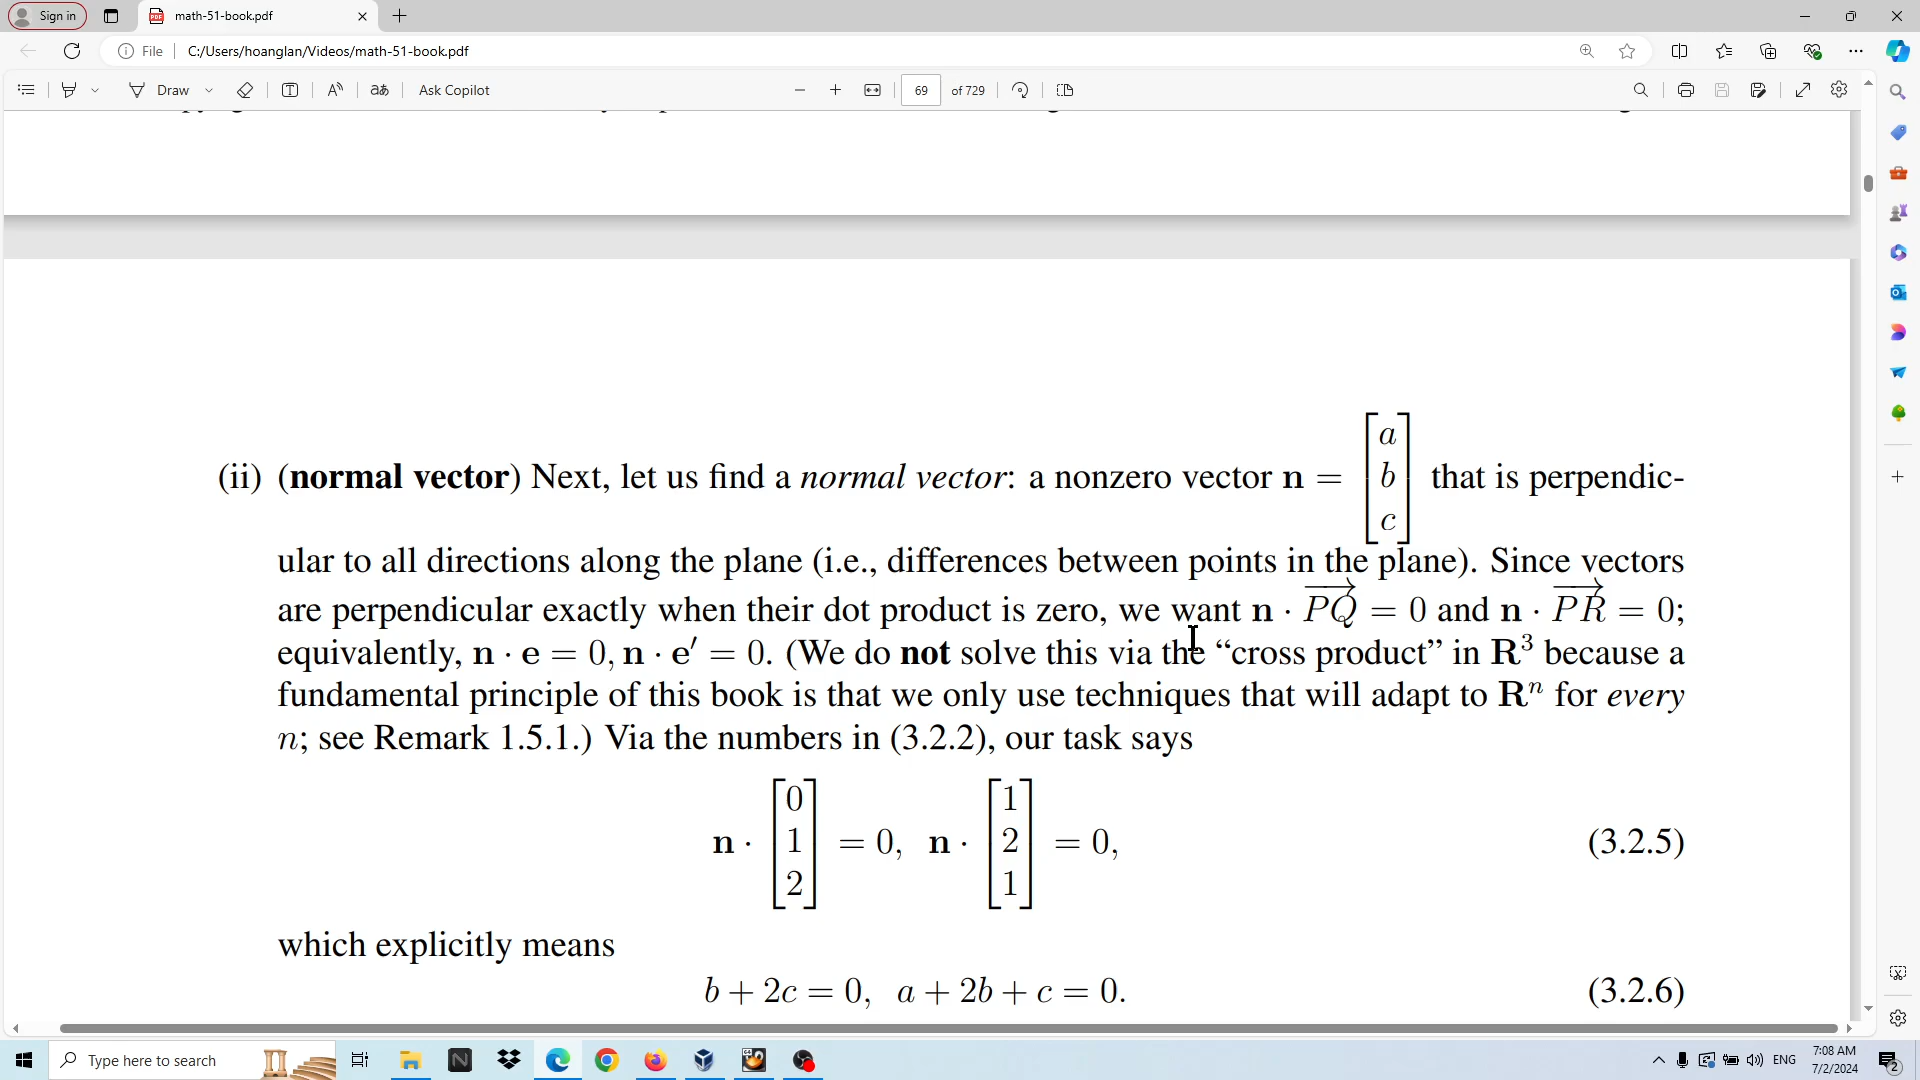 Sign in
math-51-book.pdf
File
C:/Users/hoanglan/Videos/math-51-book.pdf
Draw
Ask Copilot
69 of 729
(ii) (normal vector) Next, let us find a normal vector: a nonzero vector n = [a b c] that is perpendic-
ular to all directions along the plane (i.e., differences between points in the plane). Since vectors
are perpendicular exactly when their dot product is zero, we want n · PQ→ = 0 and n · PR→ = 0;
equivalently, n · e = 0, n · e′ = 0. (We do not solve this via the “cross product” in R³ because a
fundamental principle of this book is that we only use techniques that will adapt to Rⁿ for every
n; see Remark 1.5.1.) Via the numbers in (3.2.2), our task says
n · [0 1 2] = 0, n · [1 2 1] = 0, (3.2.5)
which explicitly means
b + 2c = 0, a + 2b + c = 0. (3.2.6)
Type here to search
ENG
7:08 AM
7/2/2024
2